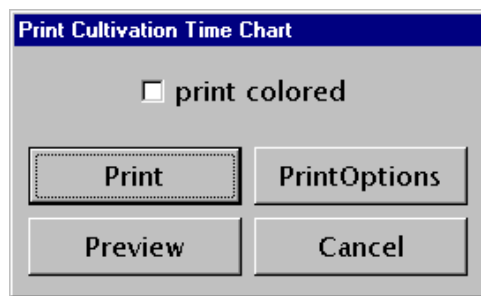 Print Cultivation Time Chart
print colored
Print PrintOptions
Preview Cancel